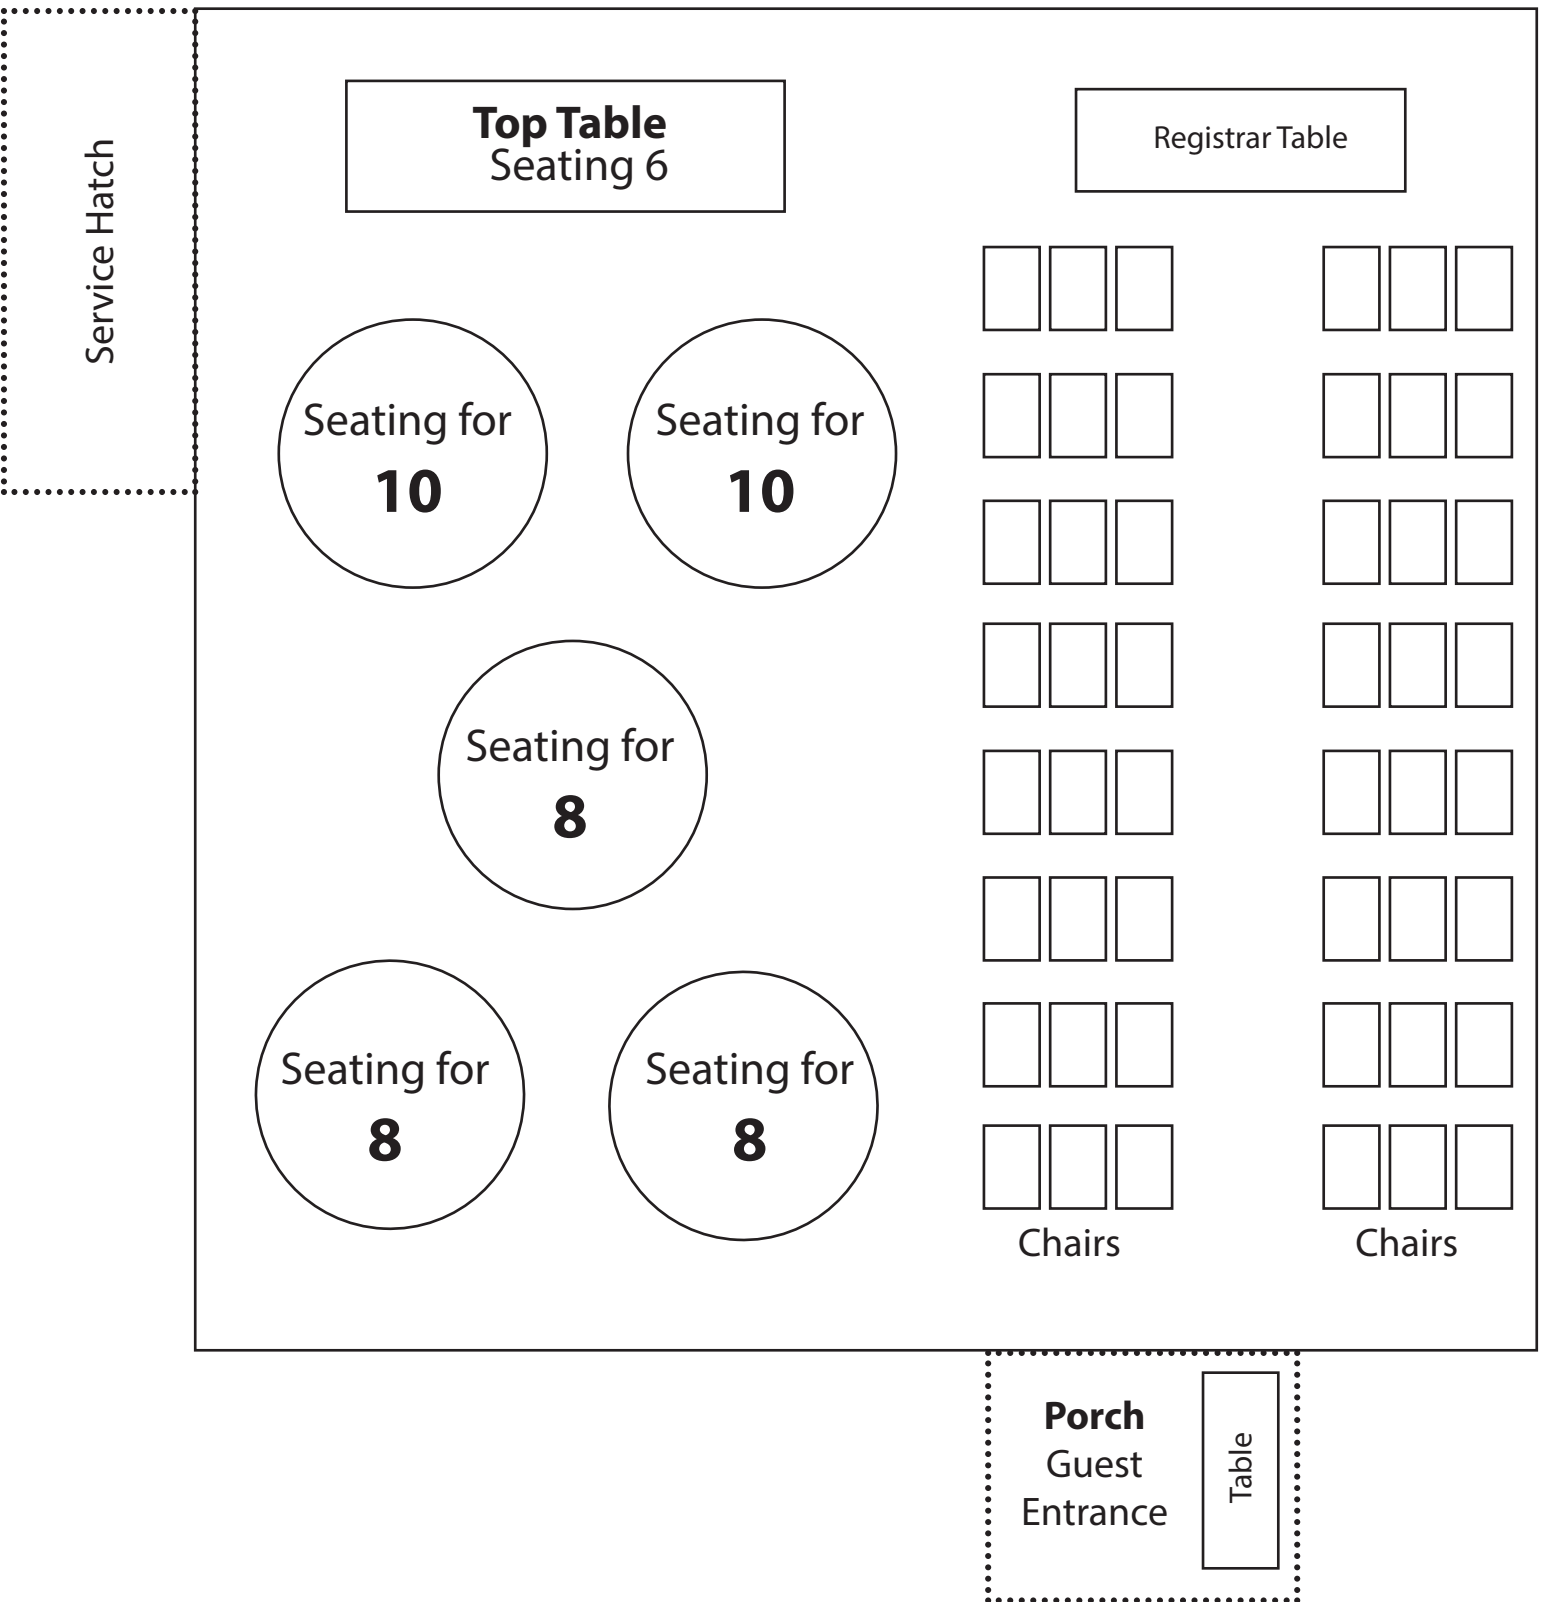 Service Hatch
Top Table
Seating 6
Registrar Table
Seating for
10
Seating for
10
Seating for
8
Seating for
8
Seating for
8
Chairs
Chairs
Porch
Guest
Entrance
Table